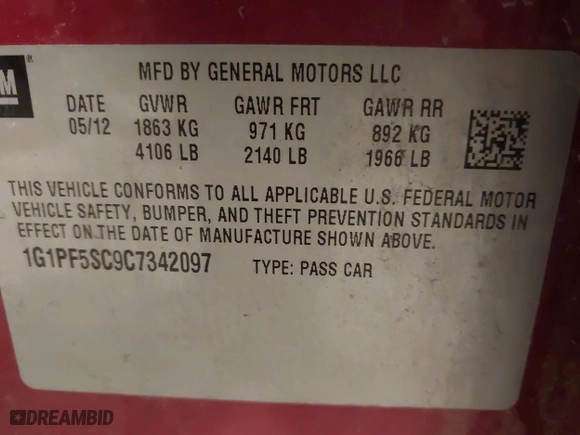 GM
®
MFD BY GENERAL MOTORS LLC
DATE GVWR GAWR FRT GAWR RR
05/12 1863 KG 971 KG 892 KG
4106 LB 2140 LB 1966 LB
THIS VEHICLE CONFORMS TO ALL APPLICABLE U.S. FEDERAL MOTOR
VEHICLE SAFETY, BUMPER, AND THEFT PREVENTION STANDARDS IN
EFFECT ON THE DATE OF MANUFACTURE SHOWN ABOVE.
1G1PF5SC9C7342097 TYPE: PASS CAR
DREAMBID